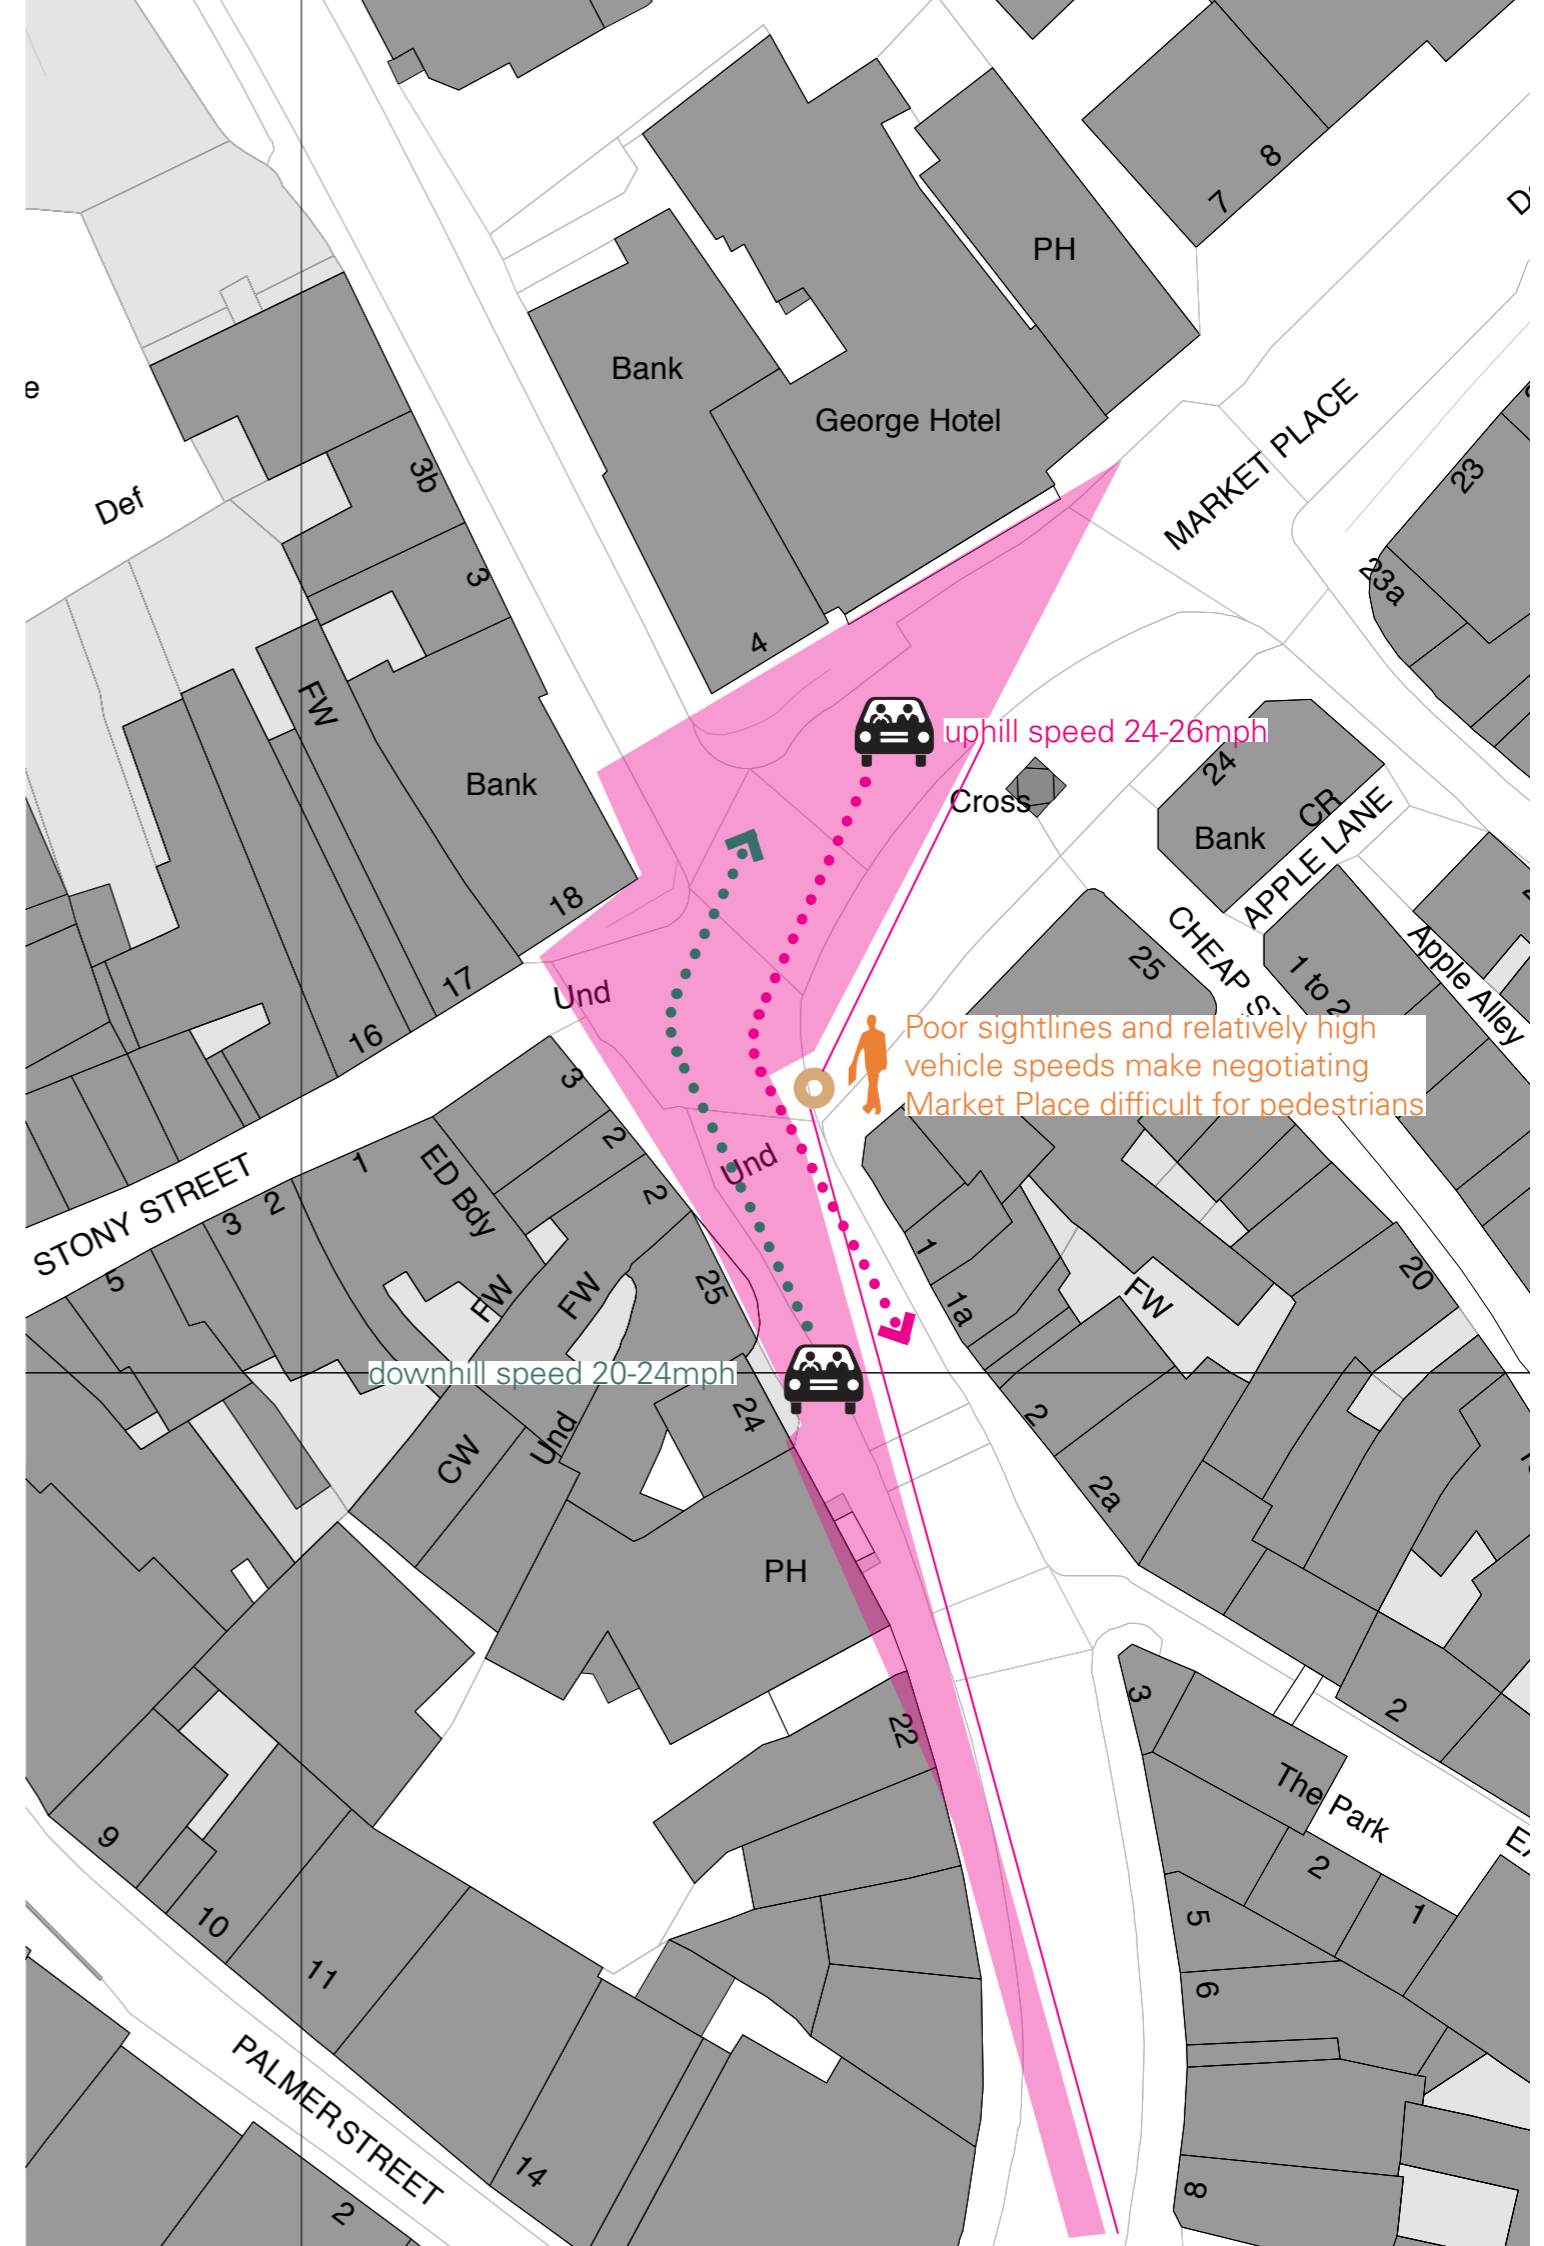 8
7
PH
Bank
e
George Hotel
MARKET PLACE
3b
23
Def
3
23a
4
FW
uphill speed 24-26mph
24
Bank
Cross
CR
Bank
APPLE LANE
18
CHEAP ST
25
Apple Alley
17
Und
1 to 2
16
Poor sightlines and relatively high
vehicle speeds make negotiating
Market Place difficult for pedestrians
3
2
1
ED Bdy
Und
STONY STREET
2
3
2
1
5
FW
FW
25
1a
FW
20
downhill speed 20-24mph
24
2
CW
Und
2a
PH
3
2
22
The Park
9
2
10
1
5
11
6
PALMER STREET
14
8
2